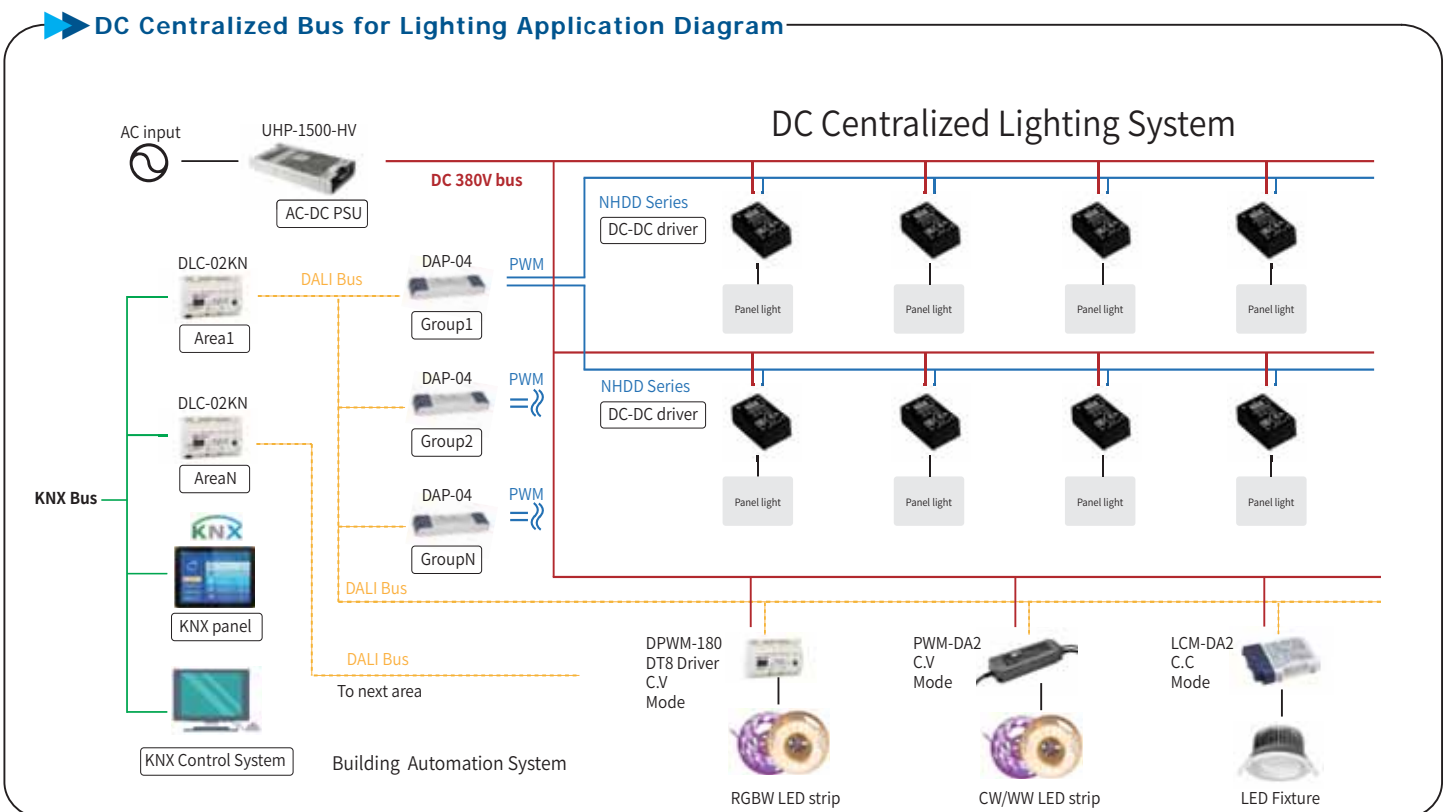 DC Centralized Bus for Lighting Application Diagram
DC Centralized Lighting System
AC input
UHP-1500-HV
AC-DC PSU
DC 380V bus
NHDD Series
DC-DC driver
DLC-02KN
Area1
DALI Bus
DAP-04
Group1
PWM
Panel light
Panel light
Panel light
Panel light
DAP-04
Group2
PWM
NHDD Series
DC-DC driver
DLC-02KN
AreaN
DAP-04
GroupN
PWM
Panel light
Panel light
Panel light
Panel light
KNX Bus
KNX
KNX panel
DALI Bus
DALI Bus
To next area
KNX Control System
Building Automation System
DPWM-180
DT8 Driver
C.V
Mode
RGBW LED strip
PWM-DA2
C.V
Mode
CW/WW LED strip
LCM-DA2
C.C
Mode
LED Fixture